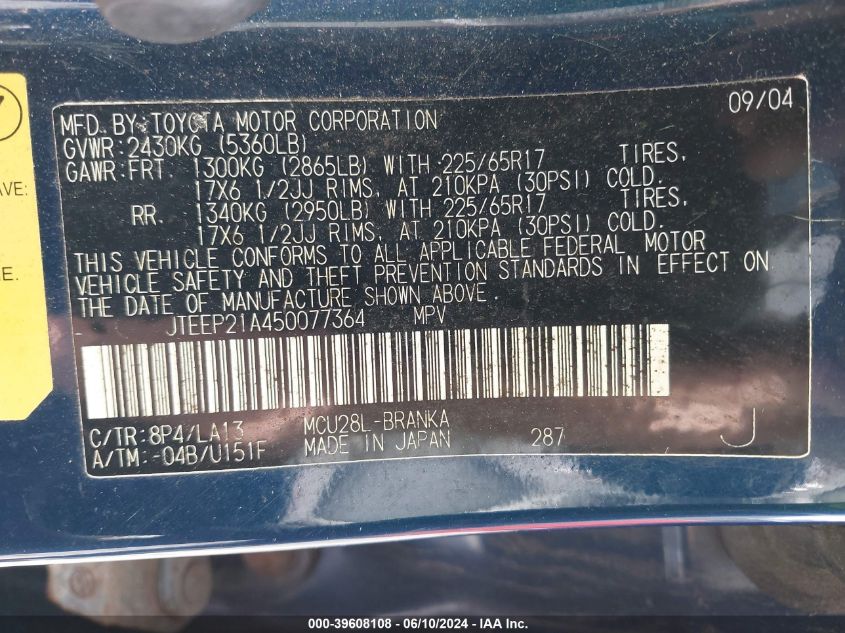 09/04
MFD. BY: TOYOTA MOTOR CORPORATION
GVWR: 2430KG (5360LB)
GAWR: FRT. 1300KG (2865LB) WITH 225/65R17 TIRES,
17X6 1/2JJ RIMS, AT 210KPA (30PSI) COLD.
RR. 1340KG (2950LB) WITH 225/65R17 TIRES,
17X6 1/2JJ RIMS, AT 210KPA (30PSI) COLD.
THIS VEHICLE CONFORMS TO ALL APPLICABLE FEDERAL MOTOR
VEHICLE SAFETY AND THEFT PREVENTION STANDARDS IN EFFECT ON
THE DATE OF MANUFACTURE SHOWN ABOVE.
JTEEP21A450077364 MPV
C/TR: 8P4/LA13 MCU28L-BRANKA
A/TM: -04B/U151F MADE IN JAPAN 287 J
000-39608108 - 06/10/2024 - IAA Inc.